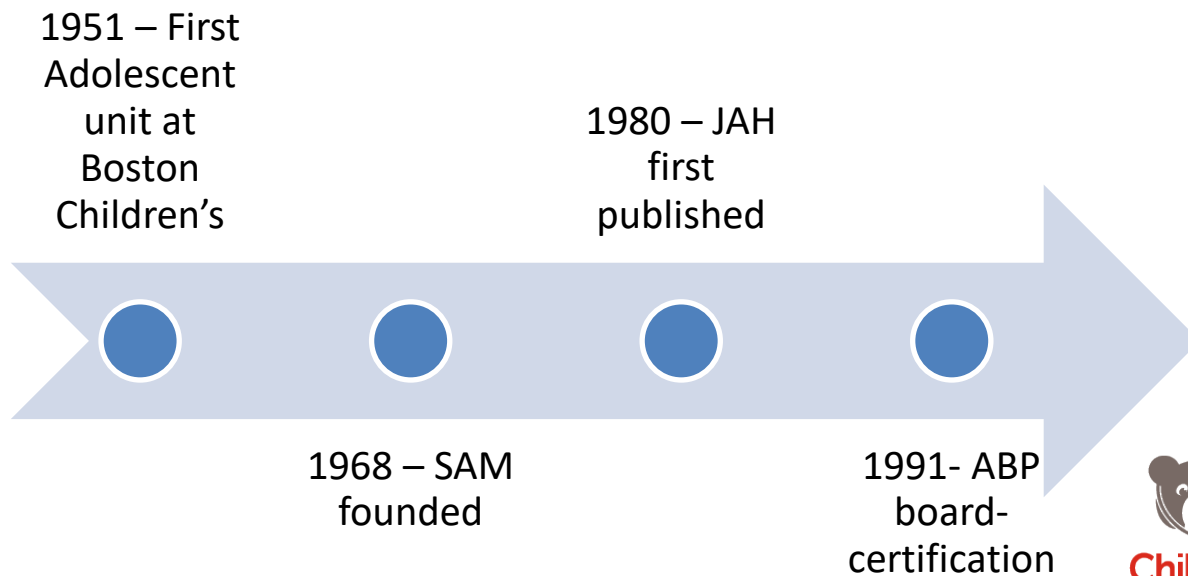 1951 – First
Adolescent
unit at
Boston
Children’s
1968 – SAM
founded
1980 – JAH
first
published
1991- ABP
board-
certification